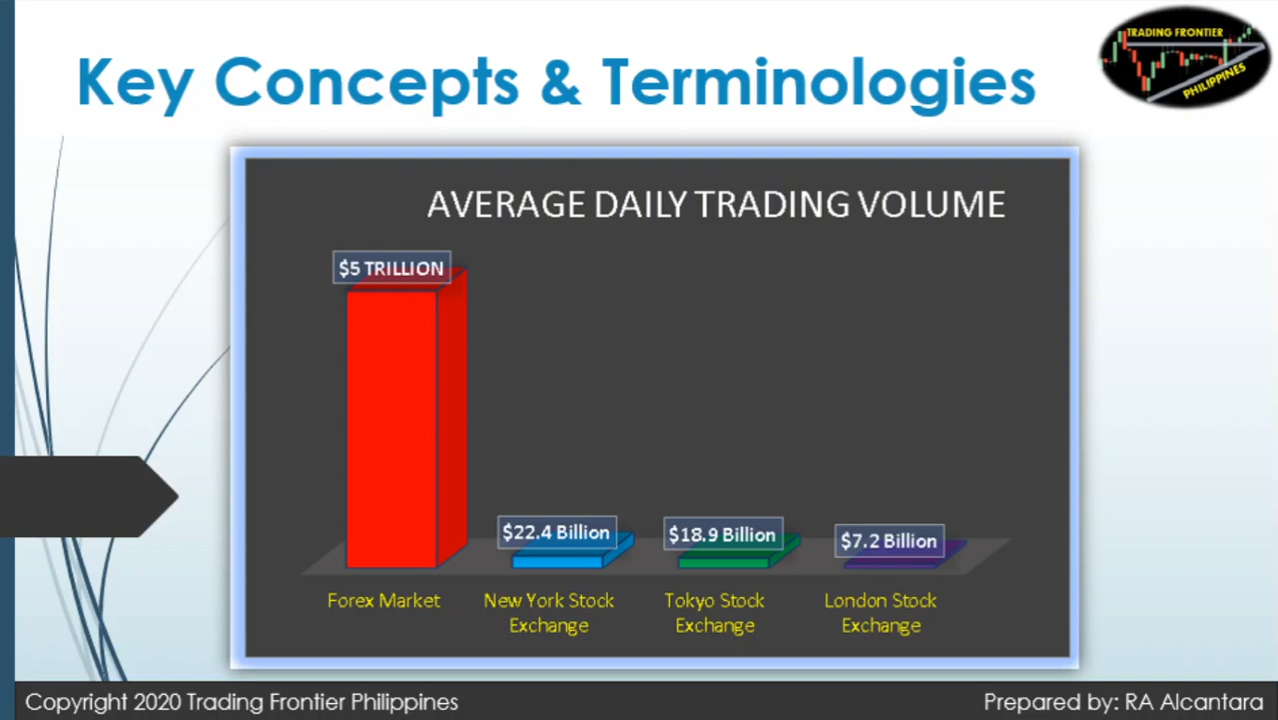 TRADING FRONTIER
PHILIPPINES
Key Concepts & Terminologies
AVERAGE DAILY TRADING VOLUME
$5 TRILLION
$22.4 Billion
$18.9 Billion
$7.2 Billion
Forex Market
New York Stock
Exchange
Tokyo Stock
Exchange
London Stock
Exchange
Copyright 2020 Trading Frontier Philippines
Prepared by: RA Alcantara